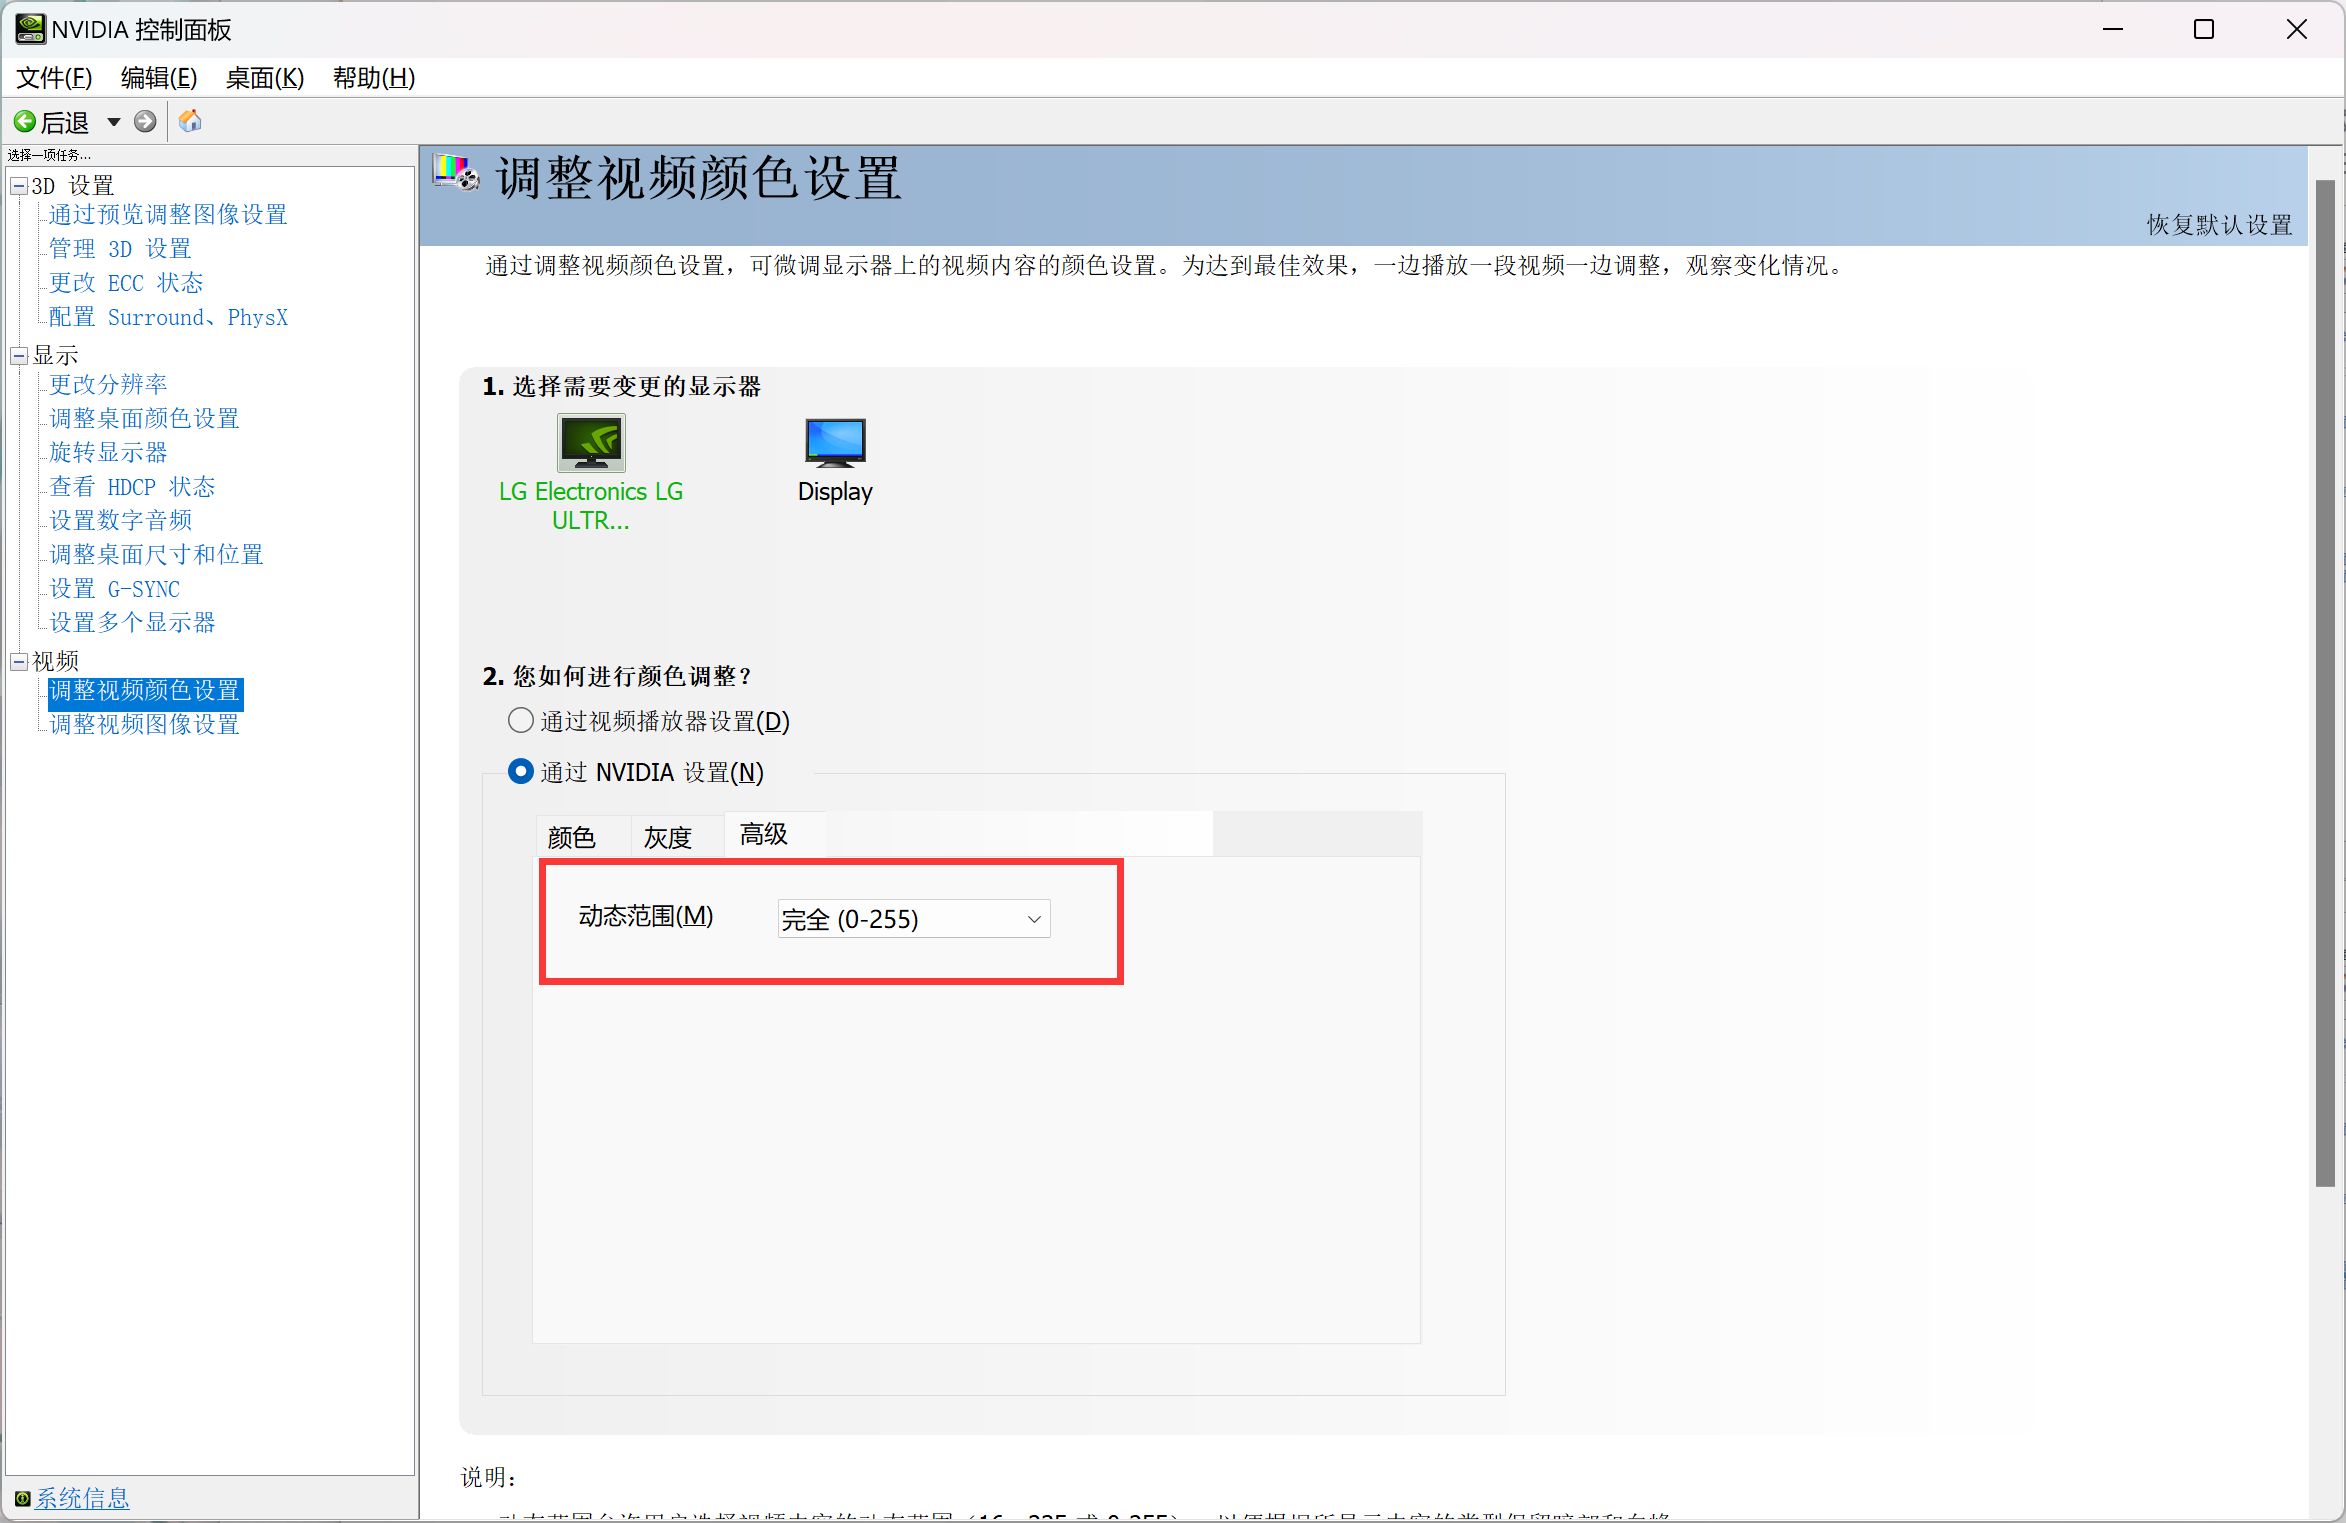 NVIDIA 控制面板
文件(F) 编辑(E) 桌面(K) 帮助(H)
后退
选择一项任务...
3D 设置
通过预览调整图像设置
管理 3D 设置
更改 ECC 状态
配置 Surround、PhysX
显示
更改分辨率
调整桌面颜色设置
旋转显示器
查看 HDCP 状态
设置数字音频
调整桌面尺寸和位置
设置 G-SYNC
设置多个显示器
视频
调整视频颜色设置
调整视频图像设置
系统信息
调整视频颜色设置
恢复默认设置
通过调整视频颜色设置，可微调显示器上的视频内容的颜色设置。为达到最佳效果，一边播放一段视频一边调整，观察变化情况。
1. 选择需要变更的显示器
LG Electronics LG
ULTR...
Display
2. 您如何进行颜色调整？
通过视频播放器设置(D)
通过 NVIDIA 设置(N)
颜色 灰度 高级
动态范围(M) 完全 (0-255)
说明：